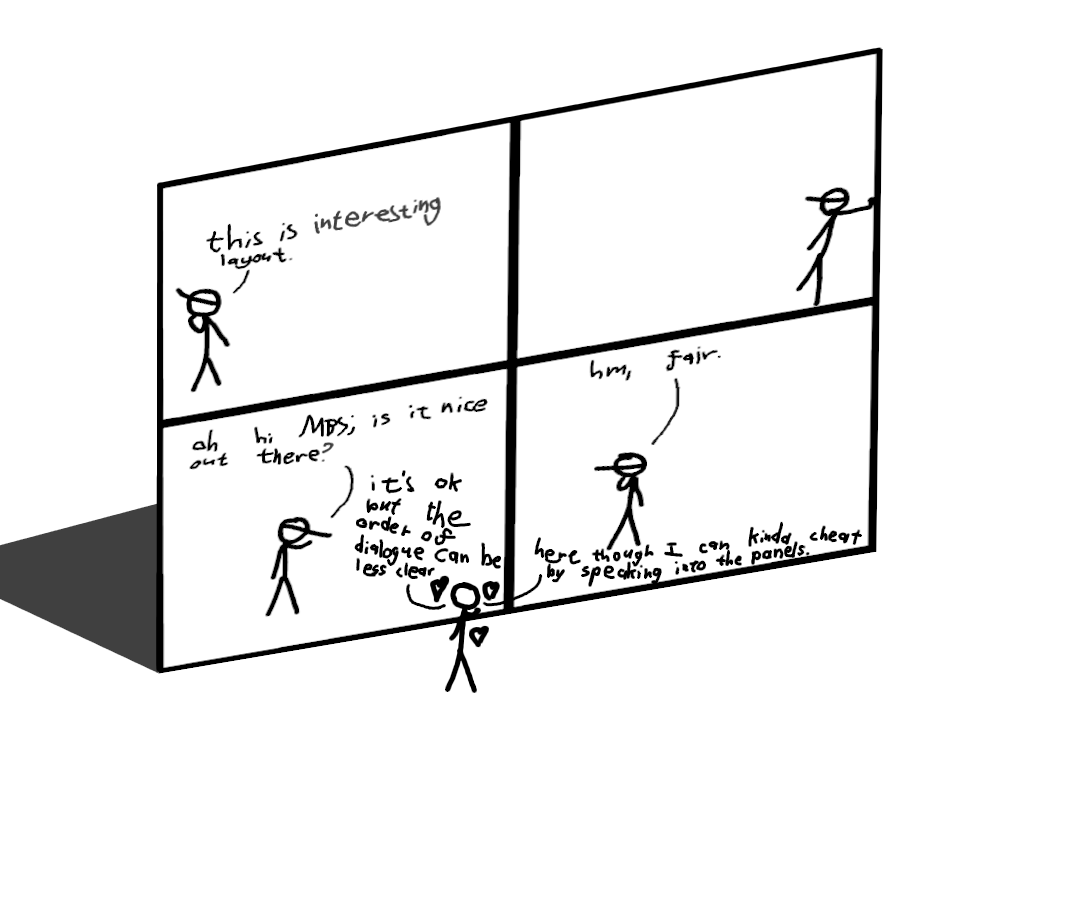 this is interesting
layout.
oh hi MBS; is it nice
out there?
it's ok
but the
order of
dialogue can be
less clear
hm, fair.
here though I can kinda cheat
by speaking into the panels.